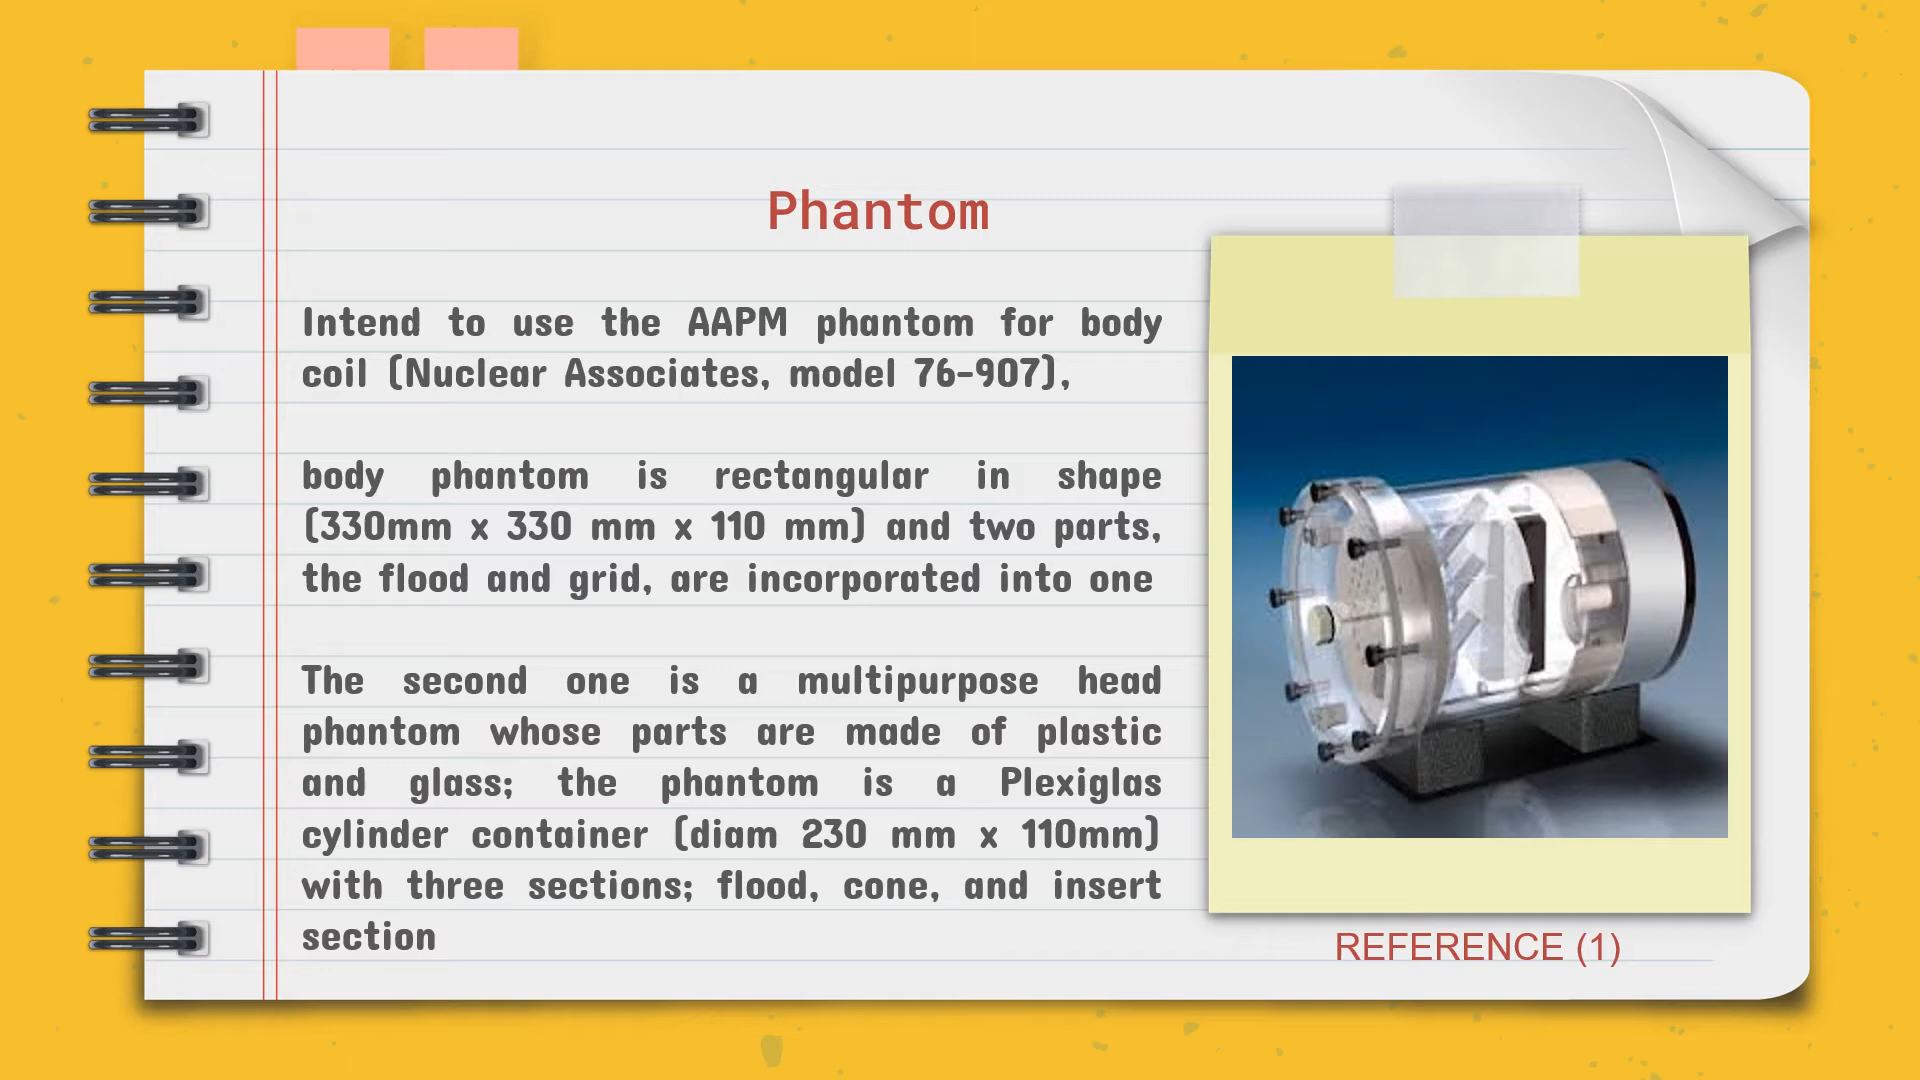 Phantom
Intend to use the AAPM phantom for body
coil (Nuclear Associates, model 76-907),
body phantom is rectangular in shape
(330mm x 330 mm x 110 mm) and two parts,
the flood and grid, are incorporated into one
The second one is a multipurpose head
phantom whose parts are made of plastic
and glass; the phantom is a Plexiglas
cylinder container (diam 230 mm x 110mm)
with three sections; flood, cone, and insert
section
REFERENCE (1)